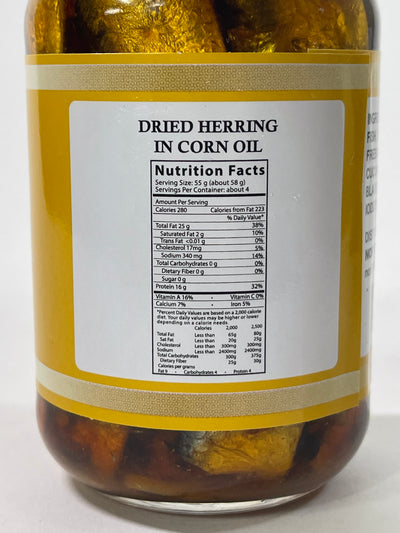 DRIED HERRING
IN CORN OIL
Nutrition Facts
Serving Size: 55 g (about 58 g)
Servings Per Container: about 4
Amount Per Serving
Calories 280 Calories from Fat 223
% Daily Value*
Total Fat 25 g 38%
Saturated Fat 2 g 10%
Trans Fat <0.01 g 0%
Cholesterol 17mg 5%
Sodium 340 mg 14%
Total Carbohydrates 0 g 0%
Dietary Fiber 0 g 0%
Sugar 0 g
Protein 16 g 32%
Vitamin A 16% • Vitamin C 0%
Calcium 7% • Iron 5%
*Percent Daily Values are based on a 2,000 calorie
diet. Your daily values may be higher or lower
depending on a calorie needs.
Calories 2,000 2,500
Total Fat Less than 65g 80g
Sat Fat Less than 20g 25g
Cholesterol Less than 300mg 300mg
Sodium Less than 2400mg 2400mg
Total Carbohydrates 300g 375g
Dietary Fiber 25g 30g
Calories per grams
Fat 9 • Carbohydrates 4 • Protein 4